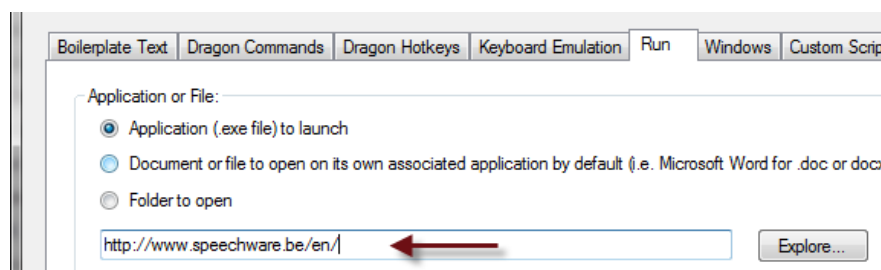 Boilerplate Text Dragon Commands Dragon Hotkeys Keyboard Emulation Run Windows Custom Scrip
Application or File:
Application (.exe file) to launch
Document or file to open on its own associated application by default (i.e. Microsoft Word for .doc or docx
Folder to open
http://www.speechware.be/en/ Explore...